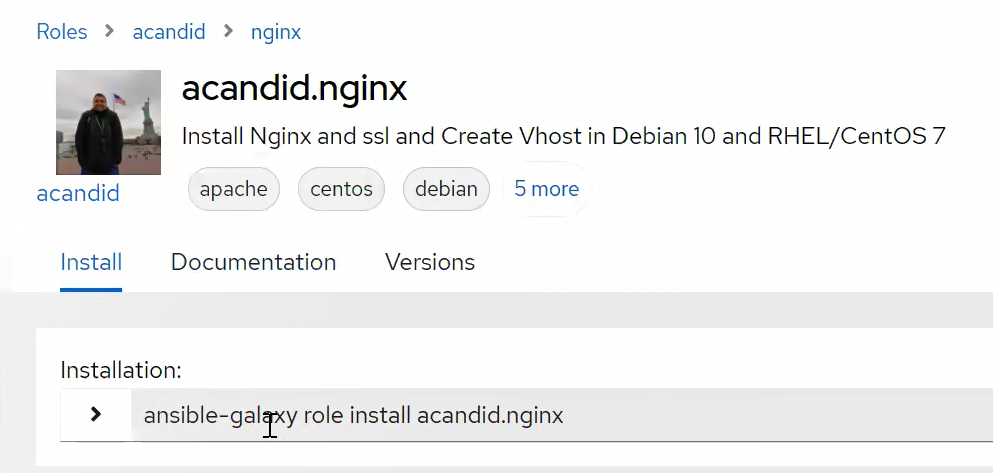 Roles > acandid > nginx
acandid.nginx
Install Nginx and ssl and Create Vhost in Debian 10 and RHEL/CentOS 7
acandid
apache centos debian 5 more
Install Documentation Versions
Installation:
ansible-galaxy role install acandid.nginx